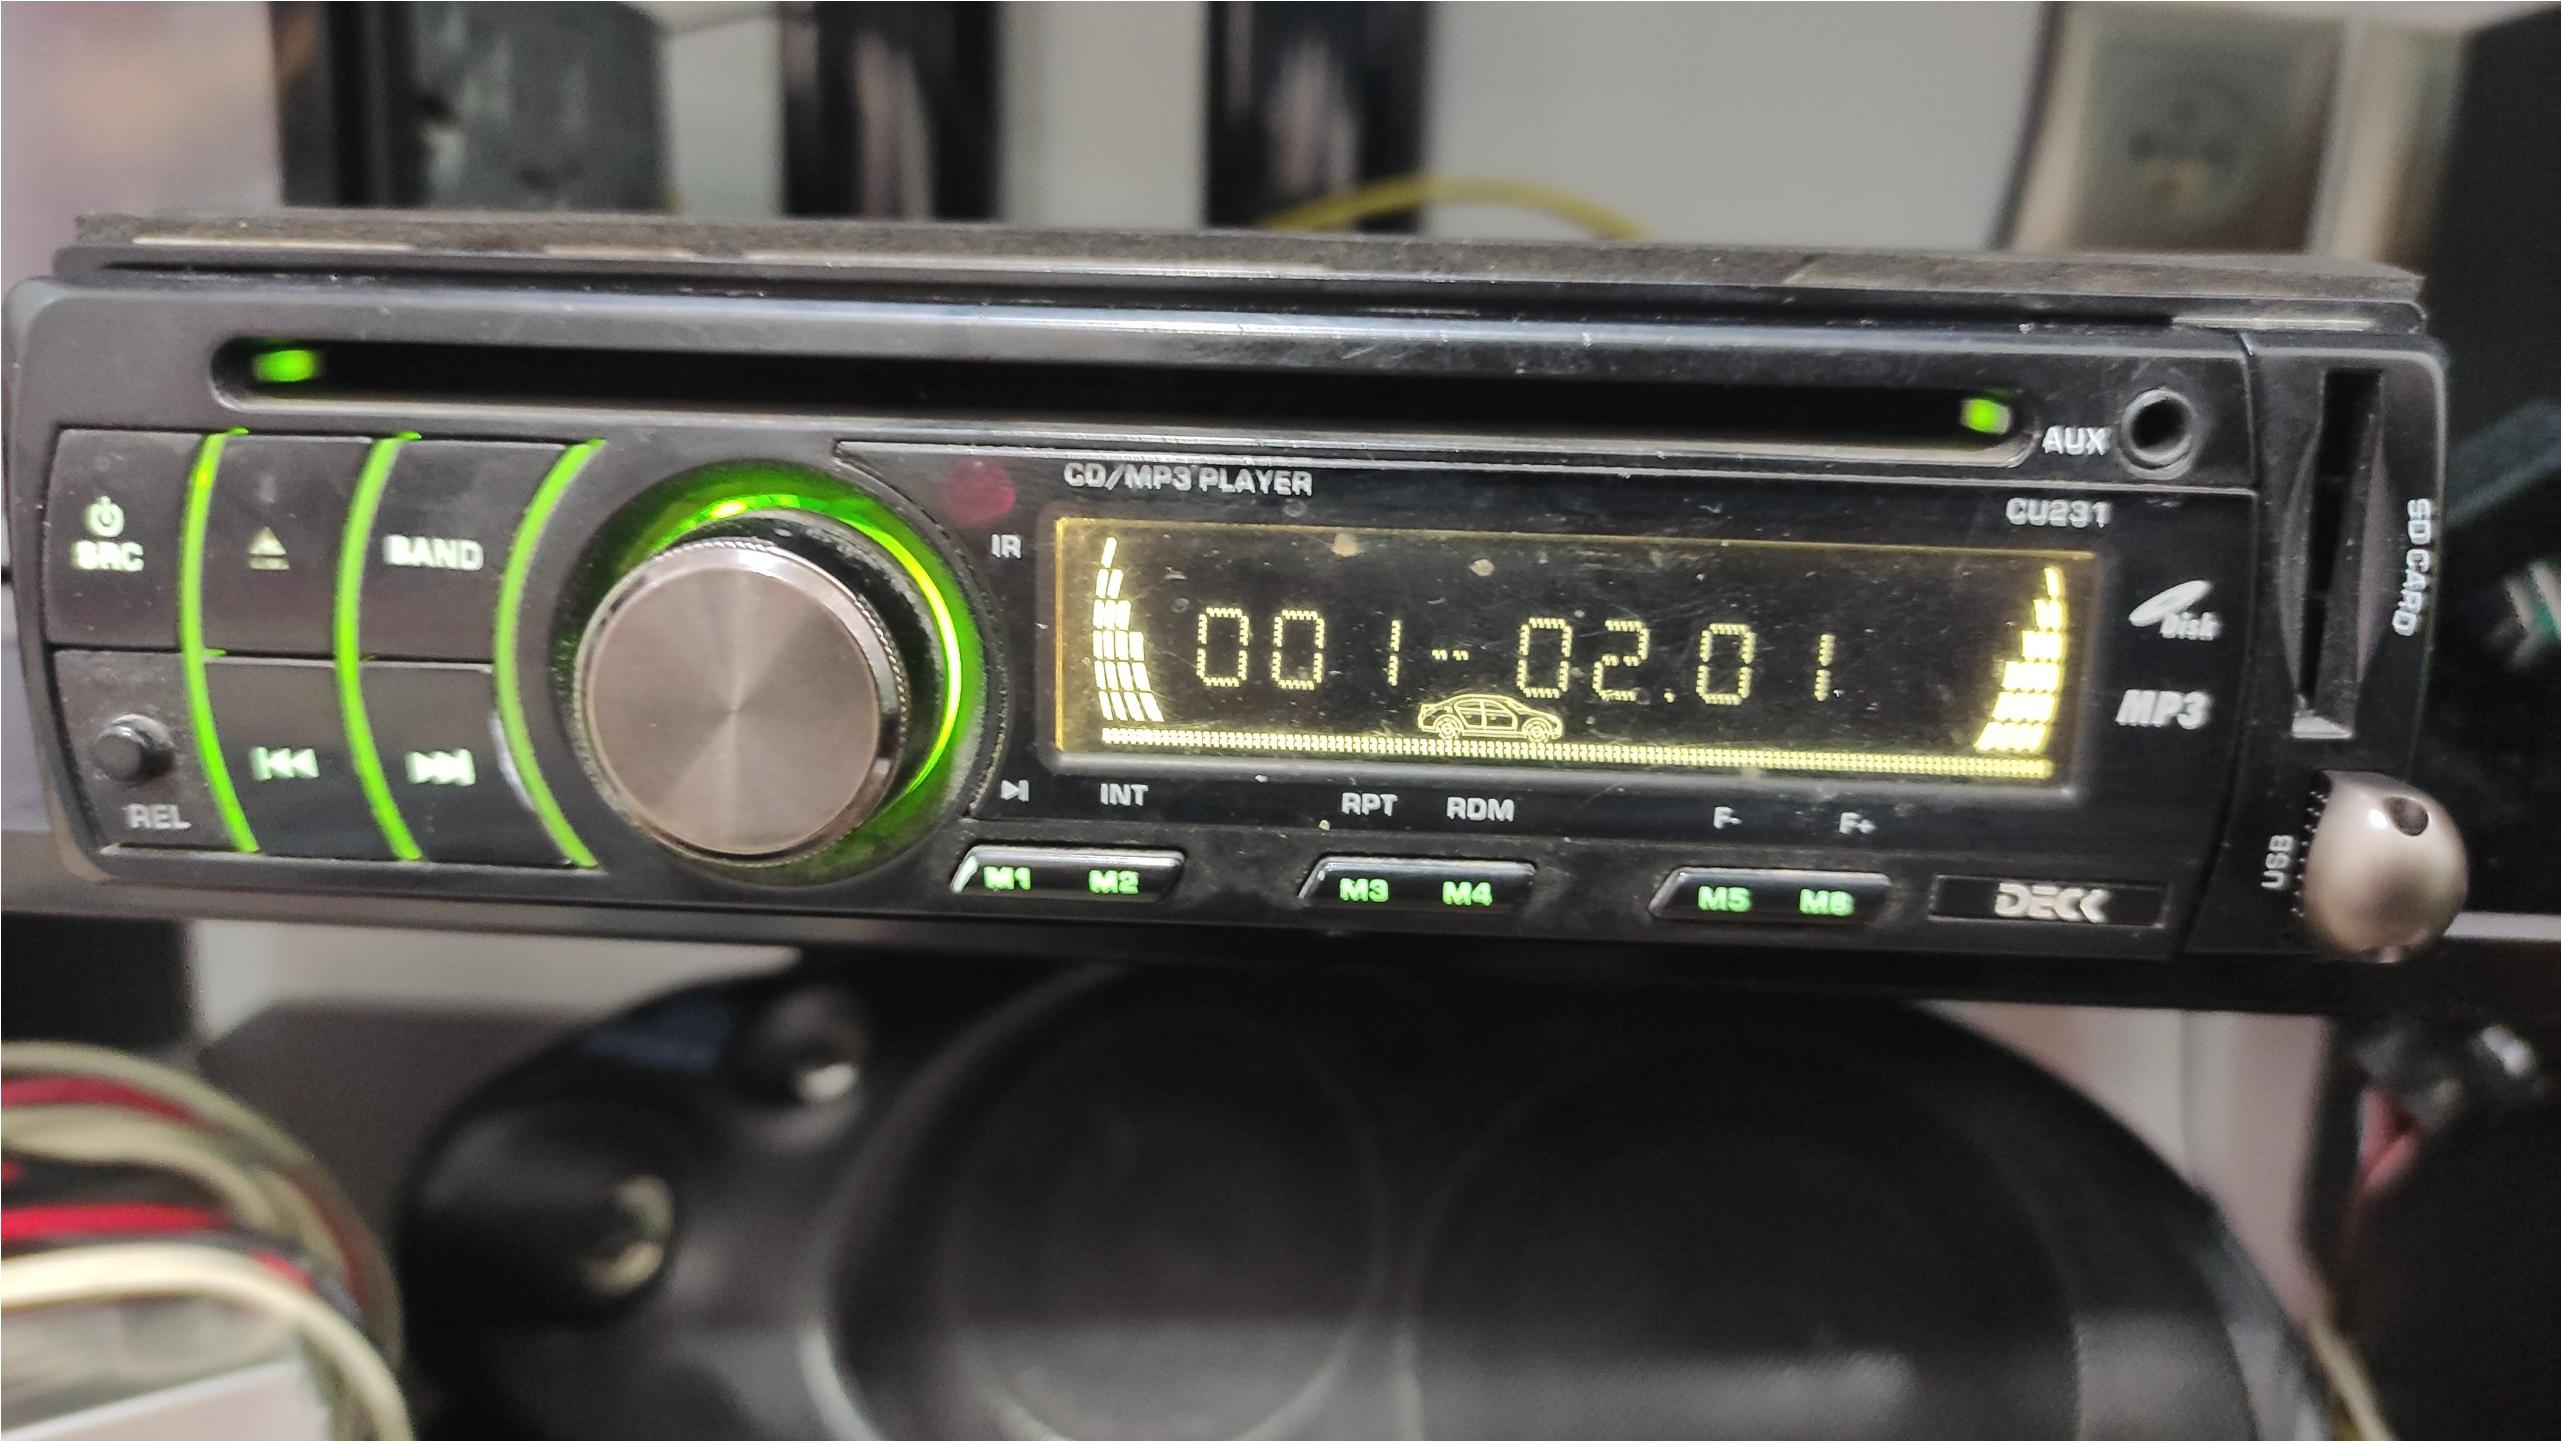 AUX
CD/MP3 PLAYER
CU231
IR
SRC
BAND
SD CARD
001--02.01
Disk
MP3
REL
INT
RPT
RDM
F-
F+
USB
M1
M2
M3
M4
M5
M6
DECK